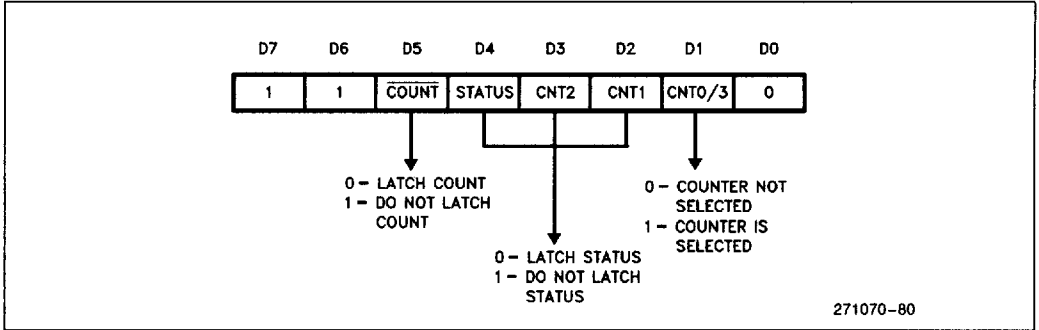 D7 D6 D5 D4 D3 D2 D1 D0
1 1 COUNT STATUS CNT2 CNT1 CNT0/3 0
0 – LATCH COUNT
1 – DO NOT LATCH
COUNT
0 – LATCH STATUS
1 – DO NOT LATCH
STATUS
0 – COUNTER NOT
SELECTED
1 – COUNTER IS
SELECTED
271070–80